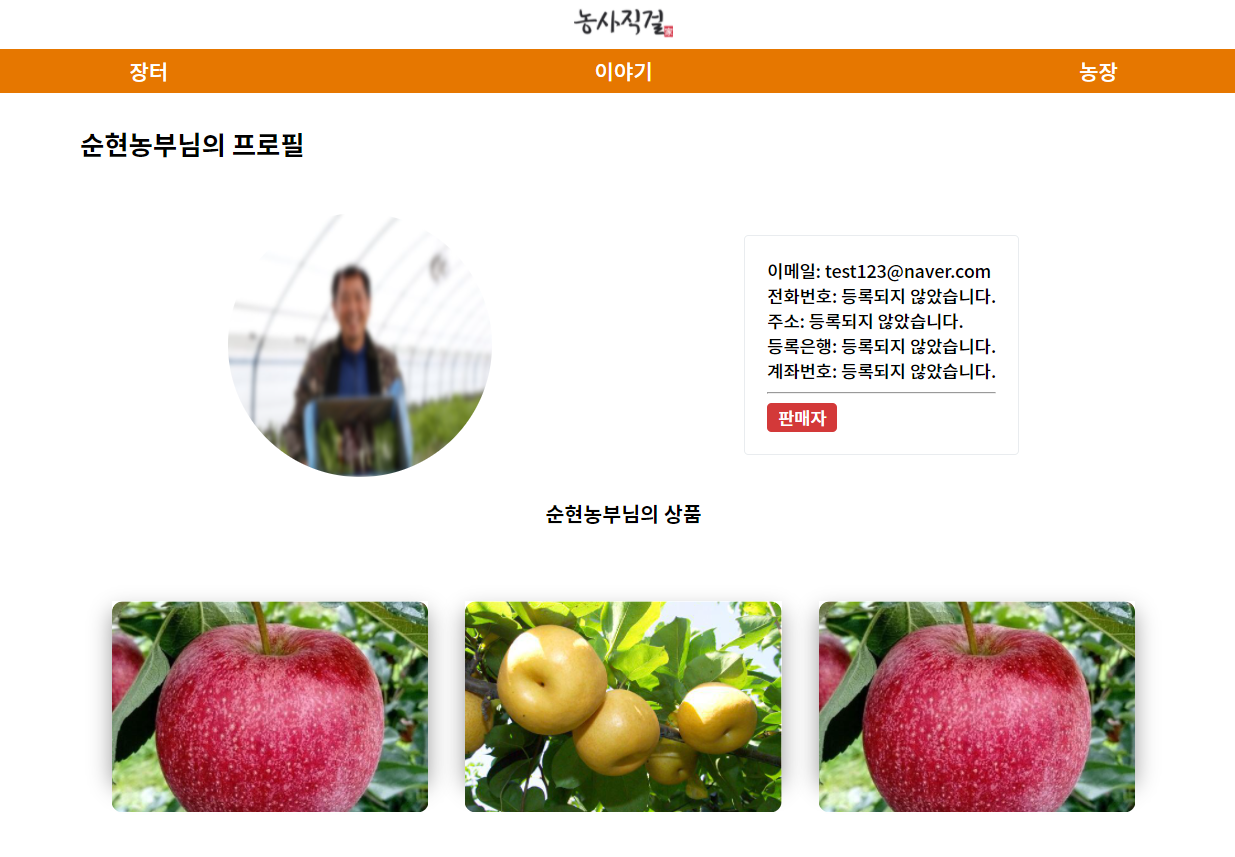 농사직설
장터 이야기 농장
순현농부님의 프로필
이메일: test123@naver.com
전화번호: 등록되지 않았습니다.
주소: 등록되지 않았습니다.
등록은행: 등록되지 않았습니다.
계좌번호: 등록되지 않았습니다.
판매자
순현농부님의 상품